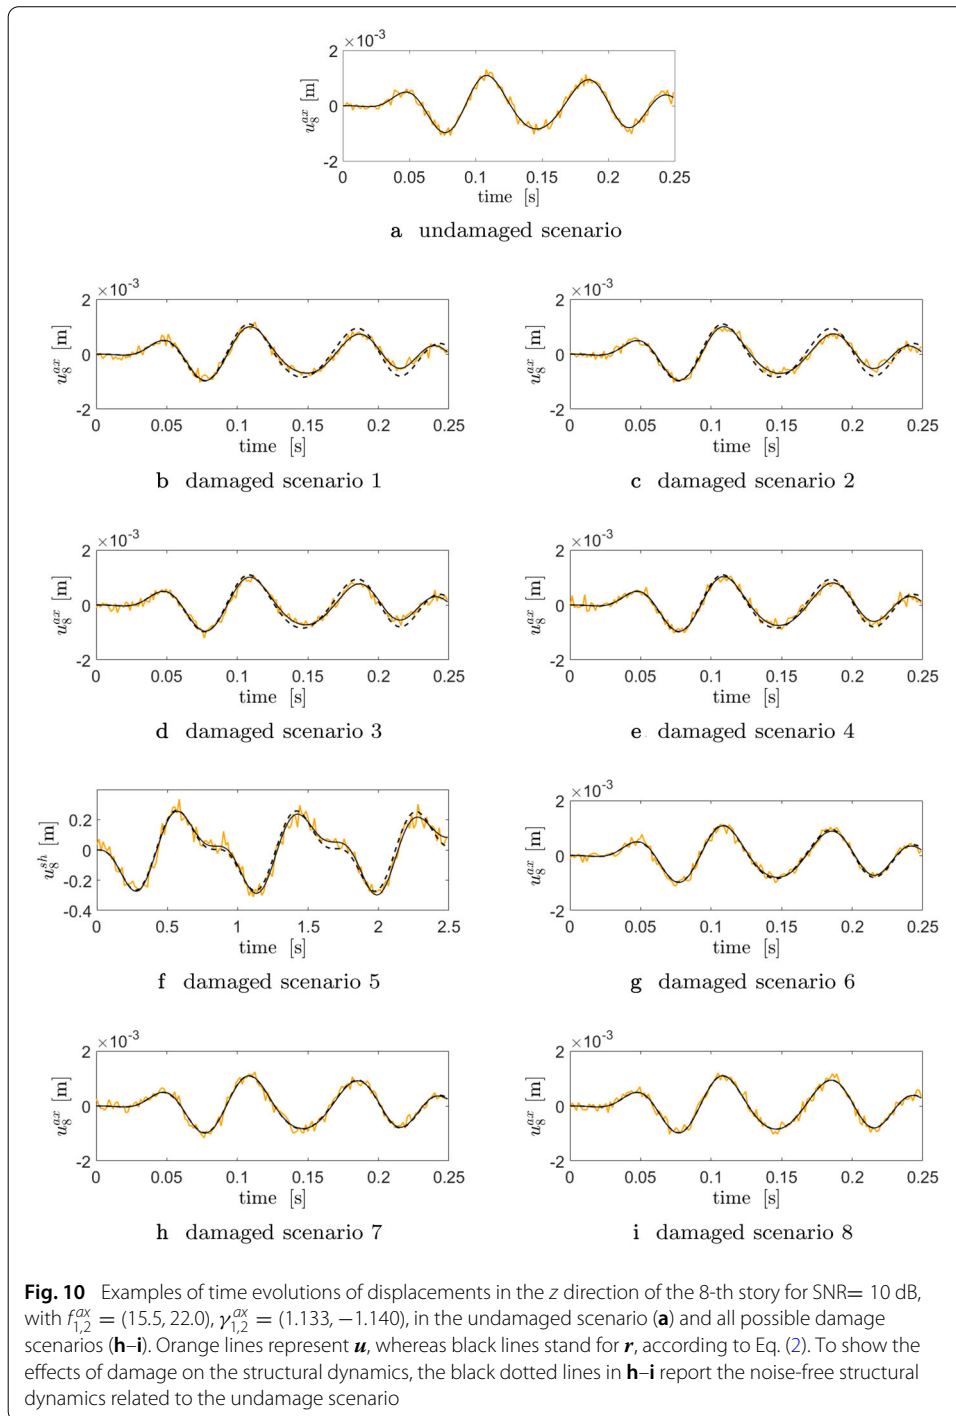 ×10⁻³
2
0
-2
u₈ᵃˣ [m]
0 0.05 0.1 0.15 0.2 0.25
time [s]
a undamaged scenario
×10⁻³
2
0
-2
u₈ᵃˣ [m]
0 0.05 0.1 0.15 0.2 0.25
time [s]
b damaged scenario 1
×10⁻³
2
0
-2
u₈ᵃˣ [m]
0 0.05 0.1 0.15 0.2 0.25
time [s]
c damaged scenario 2
×10⁻³
2
0
-2
u₈ᵃˣ [m]
0 0.05 0.1 0.15 0.2 0.25
time [s]
d damaged scenario 3
×10⁻³
2
0
-2
u₈ᵃˣ [m]
0 0.05 0.1 0.15 0.2 0.25
time [s]
e damaged scenario 4
0.2
0
-0.2
-0.4
u₈ˢʰ [m]
0 0.5 1 1.5 2 2.5
time [s]
f damaged scenario 5
×10⁻³
2
0
-2
u₈ᵃˣ [m]
0 0.05 0.1 0.15 0.2 0.25
time [s]
g damaged scenario 6
×10⁻³
2
0
-2
u₈ᵃˣ [m]
0 0.05 0.1 0.15 0.2 0.25
time [s]
h damaged scenario 7
×10⁻³
2
0
-2
u₈ᵃˣ [m]
0 0.05 0.1 0.15 0.2 0.25
time [s]
i damaged scenario 8
Fig. 10 Examples of time evolutions of displacements in the z direction of the 8-th story for SNR= 10 dB,
with f₁,₂ᵃˣ = (15.5, 22.0), γ₁,₂ᵃˣ = (1.133, −1.140), in the undamaged scenario (a) and all possible damage
scenarios (h–i). Orange lines represent u, whereas black lines stand for r, according to Eq. (2). To show the
effects of damage on the structural dynamics, the black dotted lines in h–i report the noise-free structural
dynamics related to the undamage scenario